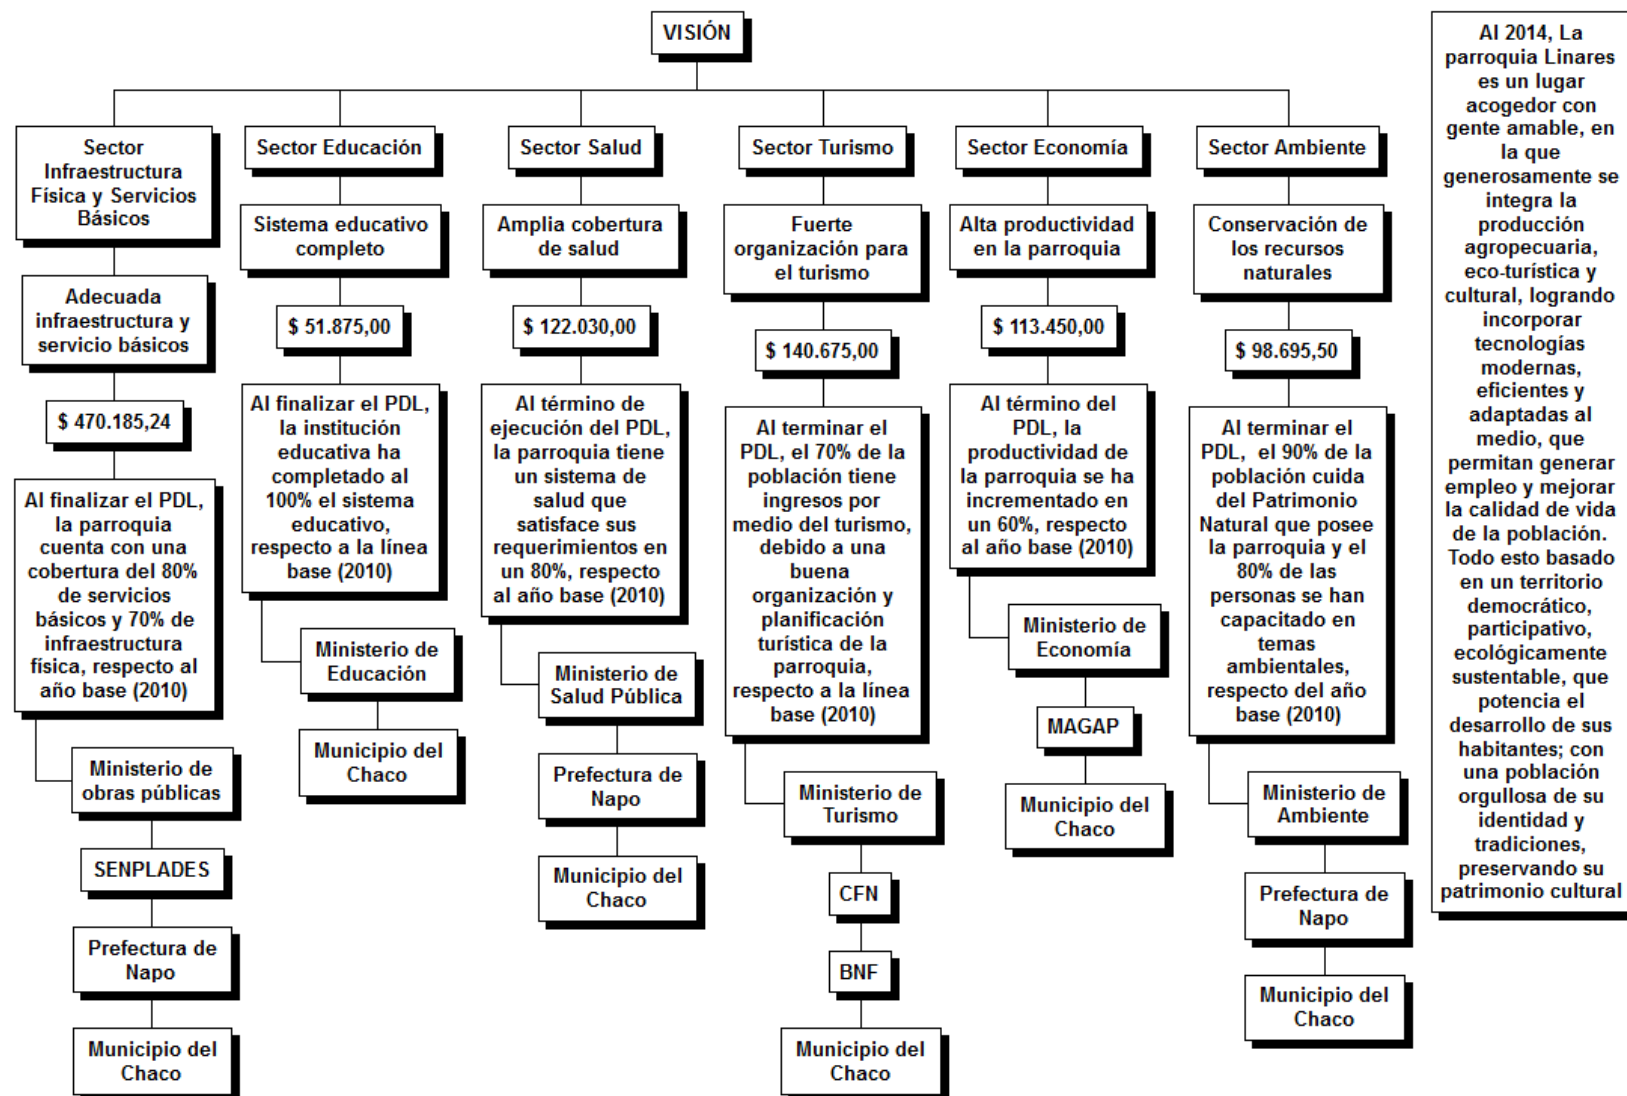 VISIÓN
Sector
Infraestructura
Física y Servicios
Básicos
Adecuada
infraestructura y
servicio básicos
$ 470.185,24
Al finalizar el PDL,
la parroquia
cuenta con una
cobertura del 80%
de servicios
básicos y 70% de
infraestructura
física, respecto al
año base (2010)
Ministerio de
obras públicas
SENPLADES
Prefectura de
Napo
Municipio del
Chaco
Sector Educación
Sistema educativo
completo
$ 51.875,00
Al finalizar el PDL,
la institución
educativa ha
completado al
100% el sistema
educativo,
respecto a la línea
base (2010)
Ministerio de
Educación
Municipio del
Chaco
Sector Salud
Amplia cobertura
de salud
$ 122.030,00
Al término de
ejecución del PDL,
la parroquia tiene
un sistema de
salud que
satisface sus
requerimientos en
un 80%, respecto
al año base (2010)
Ministerio de
Salud Pública
Prefectura de
Napo
Municipio del
Chaco
Sector Turismo
Fuerte
organización para
el turismo
$ 140.675,00
Al terminar el
PDL, el 70% de la
población tiene
ingresos por
medio del turismo,
debido a una
buena
organización y
planificación
turística de la
parroquia,
respecto a la línea
base (2010)
Ministerio de
Turismo
CFN
BNF
Municipio del
Chaco
Sector Economía
Alta productividad
en la parroquia
$ 113.450,00
Al término del
PDL, la
productividad de
la parroquia se ha
incrementado en
un 60%, respecto
al año base (2010)
Ministerio de
Economía
MAGAP
Municipio del
Chaco
Sector Ambiente
Conservación de
los recursos
naturales
$ 98.695,50
Al terminar el
PDL, el 90% de la
población cuida
del Patrimonio
Natural que posee
la parroquia y el
80% de las
personas se han
capacitado en
temas
ambientales,
respecto del año
base (2010)
Ministerio de
Ambiente
Prefectura de
Napo
Municipio del
Chaco
Al 2014, La
parroquia Linares
es un lugar
acogedor con
gente amable, en
la que
generosamente se
integra la
producción
agropecuaria,
eco-turística y
cultural, logrando
incorporar
tecnologías
modernas,
eficientes y
adaptadas al
medio, que
permitan generar
empleo y mejorar
la calidad de vida
de la población.
Todo esto basado
en un territorio
democrático,
participativo,
ecológicamente
sustentable, que
potencia el
desarrollo de sus
habitantes; con
una población
orgullosa de su
identidad y
tradiciones,
preservando su
patrimonio cultural